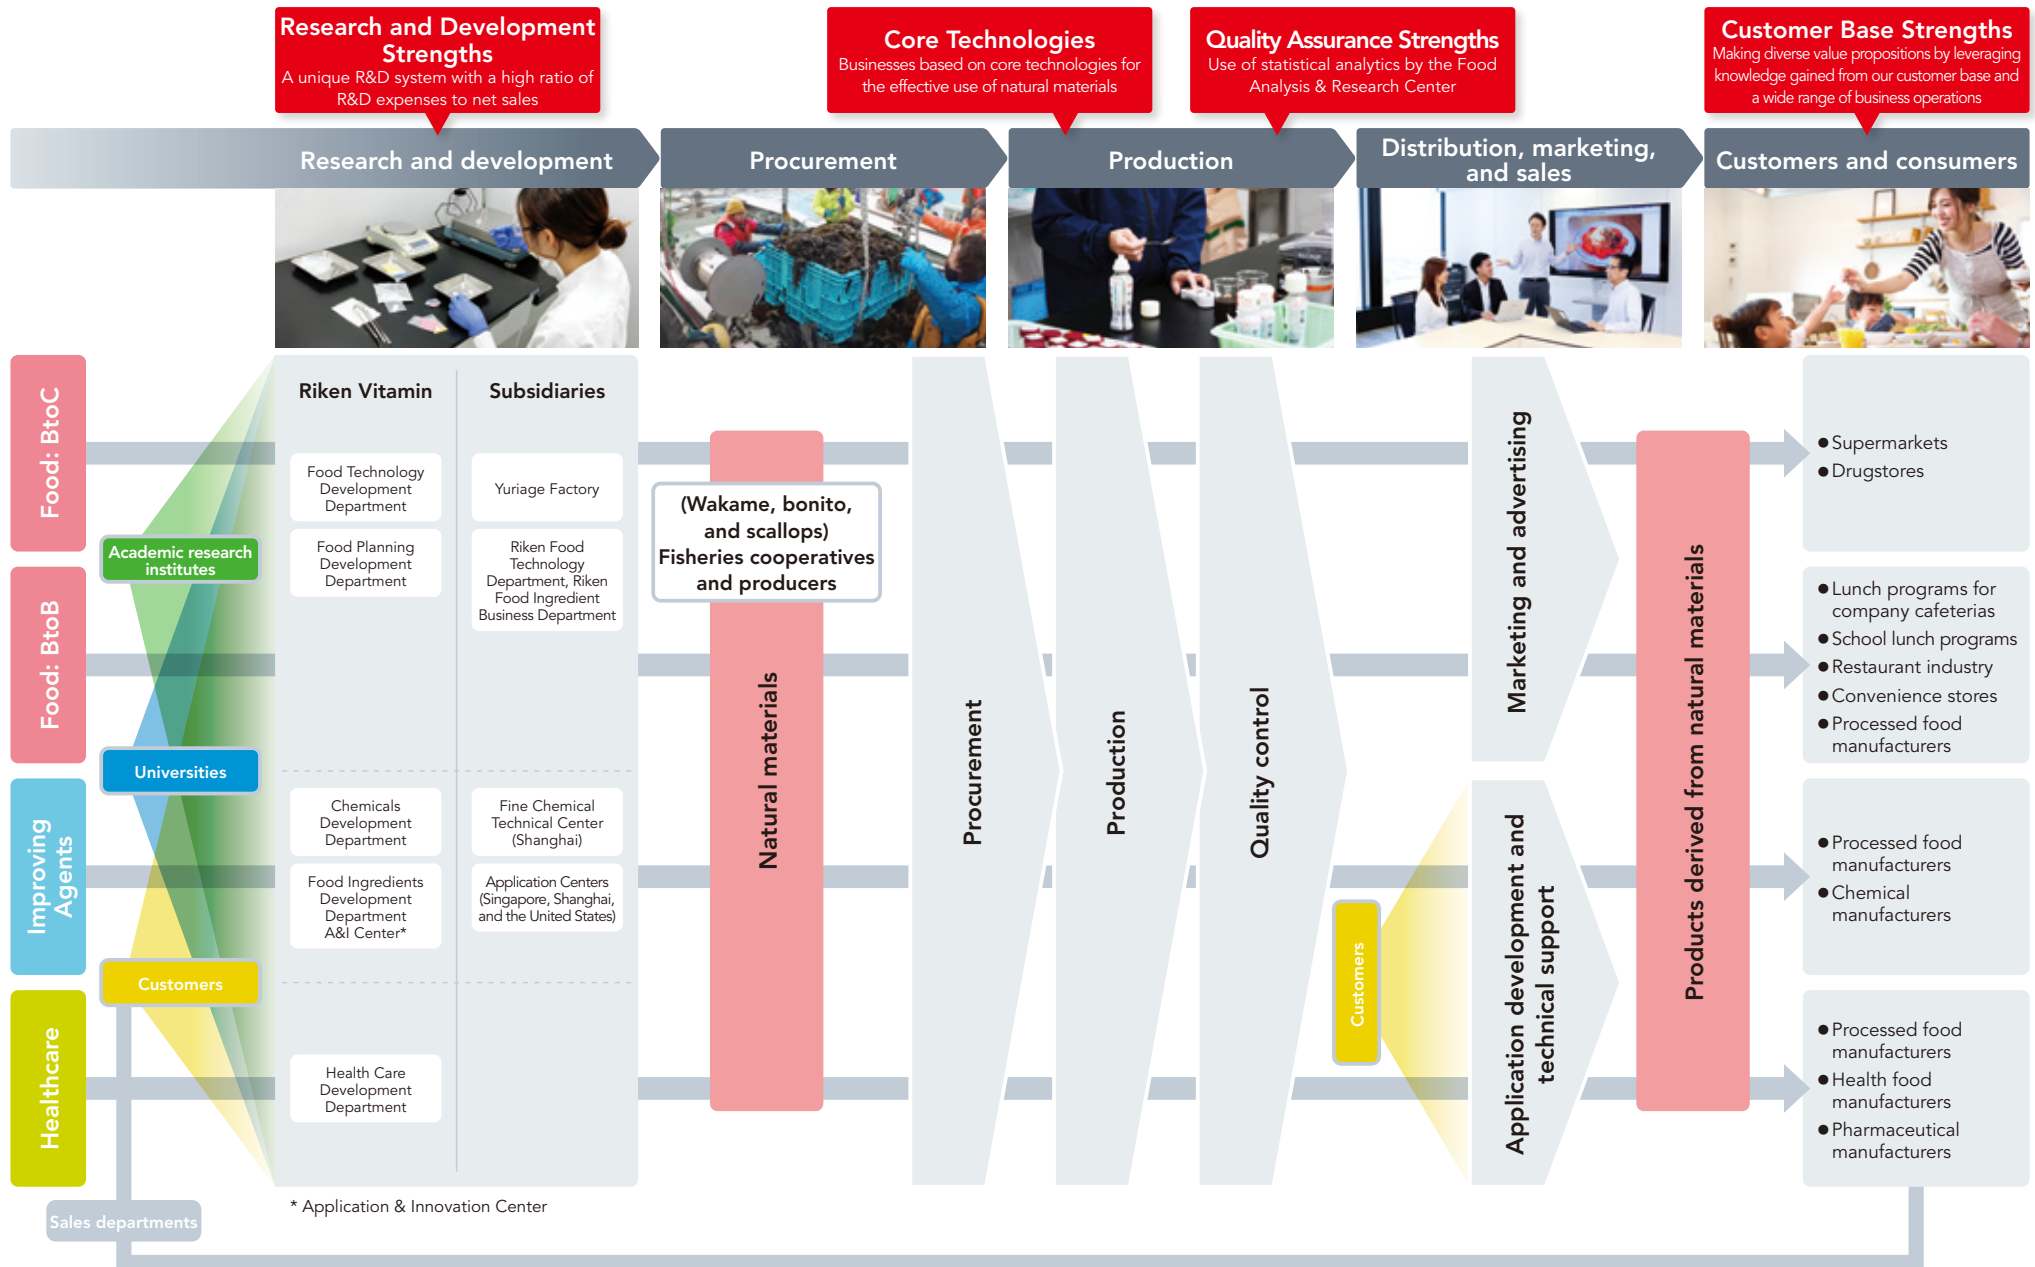 Research and Development
Strengths
A unique R&D system with a high ratio of
R&D expenses to net sales
Core Technologies
Businesses based on core technologies for
the effective use of natural materials
Quality Assurance Strengths
Use of statistical analytics by the Food
Analysis & Research Center
Customer Base Strengths
Making diverse value propositions by leveraging
knowledge gained from our customer base and
a wide range of business operations
Research and development
Procurement
Production
Distribution, marketing,
and sales
Customers and consumers
Food: BtoC
Food: BtoB
Improving
Agents
Healthcare
Academic research
institutes
Universities
Customers
Sales departments
Riken Vitamin
Food Technology
Development
Department
Food Planning
Development
Department
Chemicals
Development
Department
Food Ingredients
Development
Department
A&I Center*
Health Care
Development
Department
Subsidiaries
Yuriage Factory
Riken Food
Technology
Department, Riken
Food Ingredient
Business Department
Fine Chemical
Technical Center
(Shanghai)
Application Centers
(Singapore, Shanghai,
and the United States)
* Application & Innovation Center
(Wakame, bonito,
and scallops)
Fisheries cooperatives
and producers
Natural materials
Procurement
Production
Quality control
Customers
Marketing and advertising
Application development and
technical support
Products derived from natural materials
●Supermarkets
●Drugstores
●Lunch programs for
company cafeterias
●School lunch programs
●Restaurant industry
●Convenience stores
●Processed food
manufacturers
●Processed food
manufacturers
●Chemical
manufacturers
●Processed food
manufacturers
●Health food
manufacturers
●Pharmaceutical
manufacturers